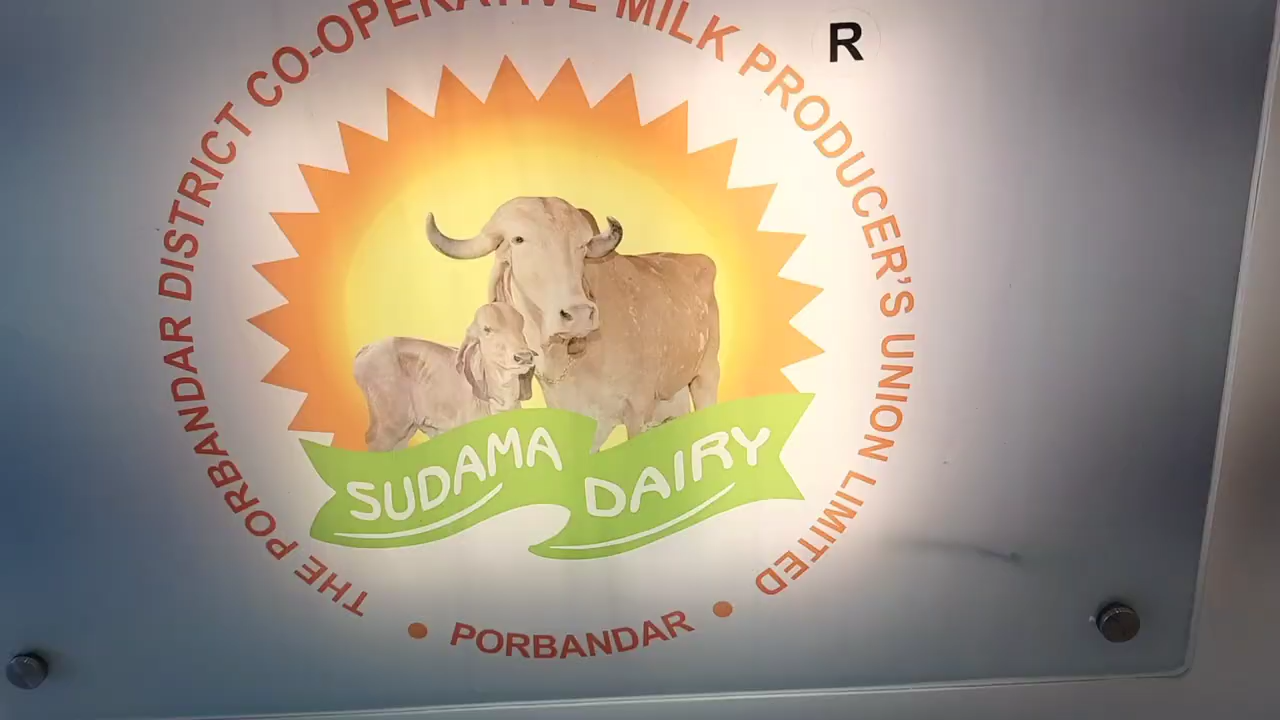 THE PORBANDAR DISTRICT CO-OPERATIVE MILK PRODUCER'S UNION LIMITED
R
SUDAMA DAIRY
• PORBANDAR •